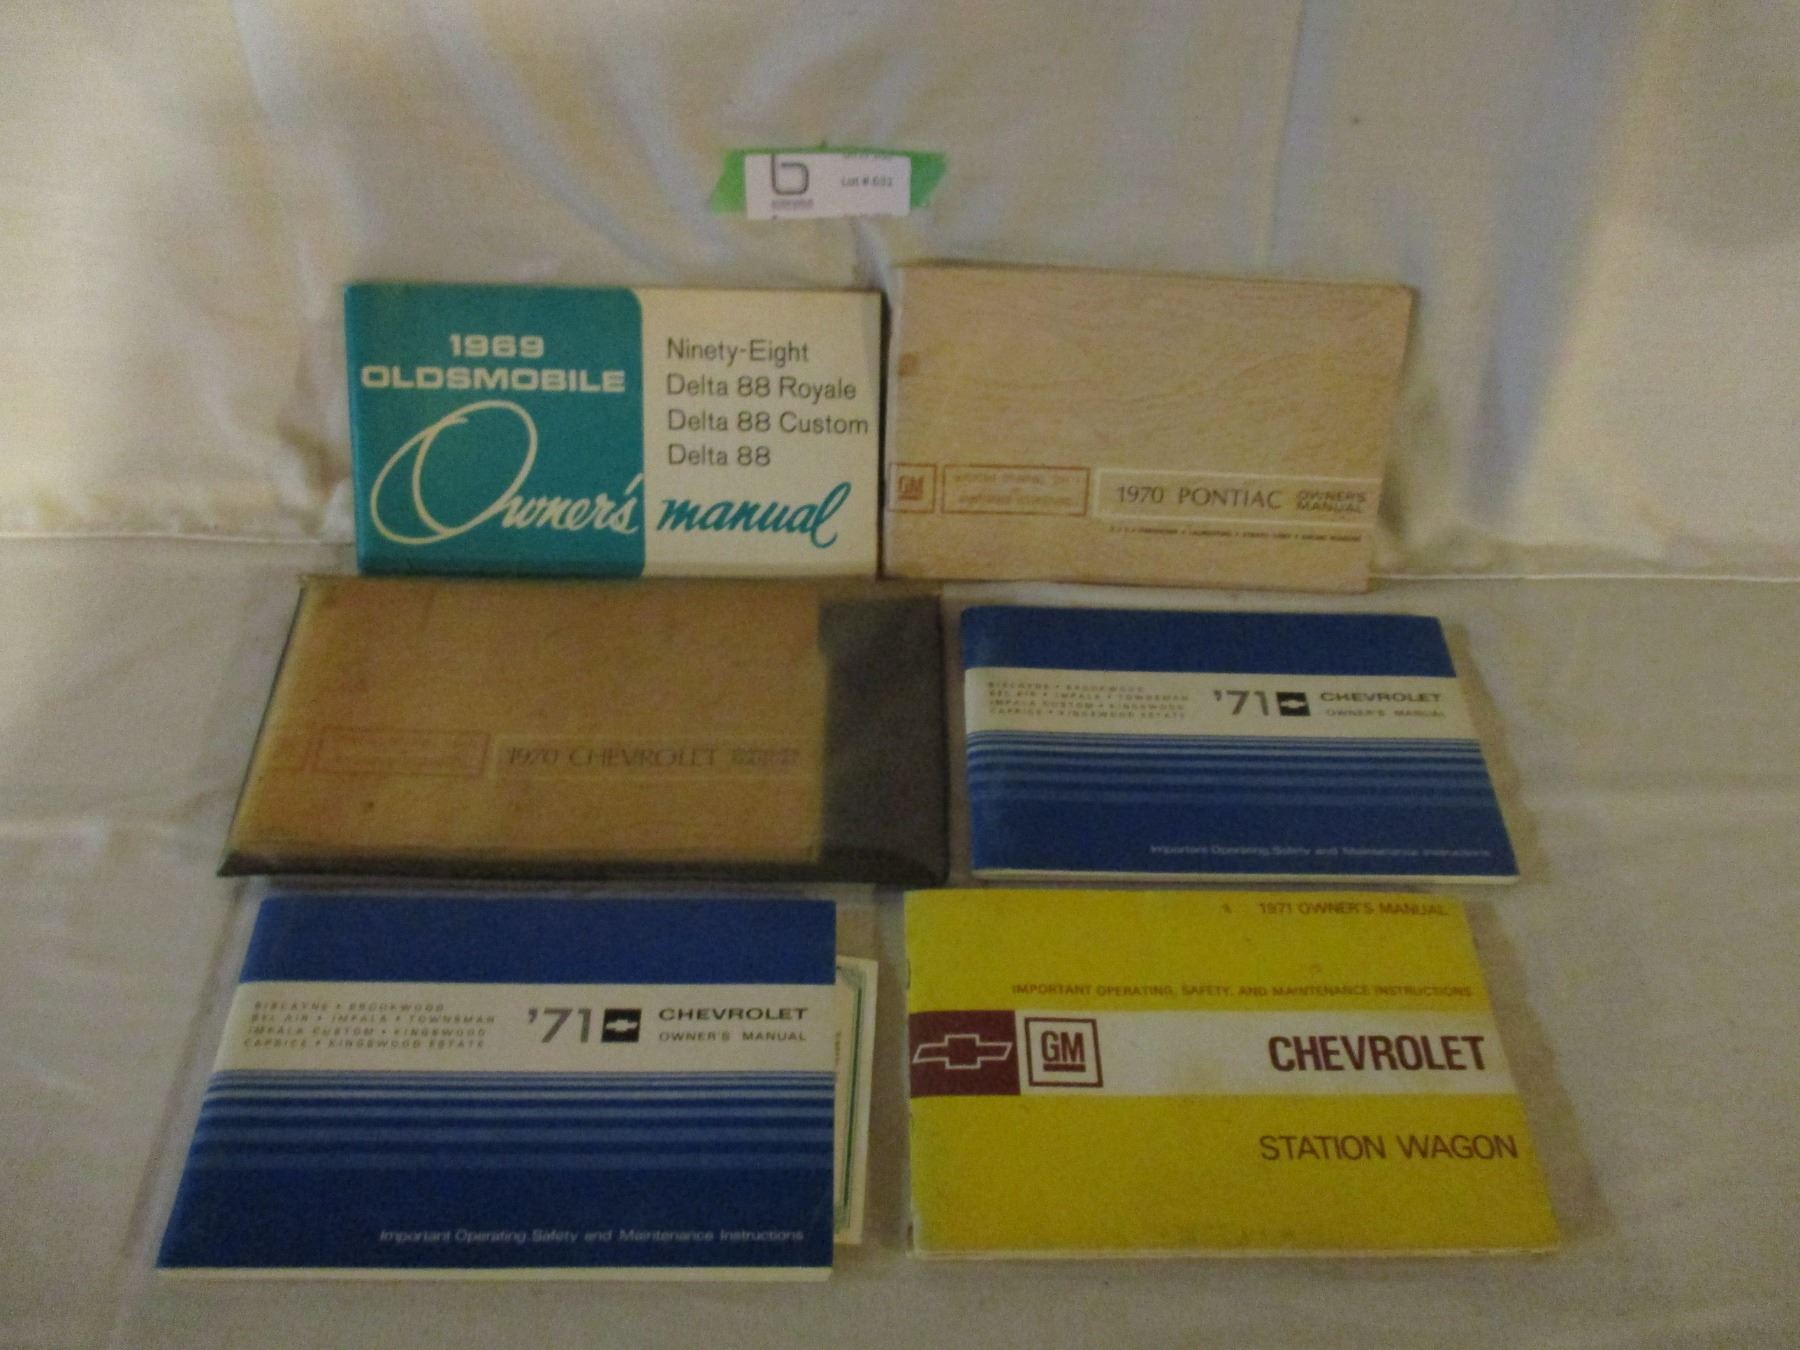 Lot # 691
1969
OLDSMOBILE
Owner's manual
Ninety-Eight
Delta 88 Royale
Delta 88 Custom
Delta 88
GM
1970 PONTIAC OWNER'S MANUAL
1970 CHEVROLET
BISCAYNE • BROOKWOOD
BEL AIR • IMPALA • TOWNSMAN
IMPALA CUSTOM • KINGSWOOD
CAPRICE • KINGSWOOD ESTATE
'71 CHEVROLET
OWNER'S MANUAL
Important Operating, Safety and Maintenance Instructions
BISCAYNE • BROOKWOOD
BEL AIR • IMPALA • TOWNSMAN
IMPALA CUSTOM • KINGSWOOD
CAPRICE • KINGSWOOD ESTATE
'71 CHEVROLET
OWNER'S MANUAL
Important Operating, Safety and Maintenance Instructions
1971 OWNER'S MANUAL
IMPORTANT OPERATING, SAFETY, AND MAINTENANCE INSTRUCTIONS
GM
CHEVROLET
STATION WAGON